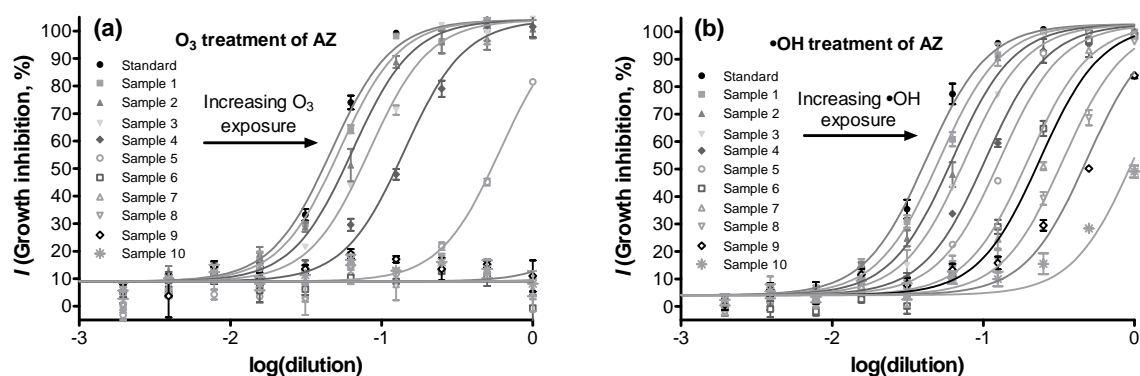 (a)
O3 treatment of AZ
Standard
Sample 1
Sample 2
Sample 3
Sample 4
Sample 5
Sample 6
Sample 7
Sample 8
Sample 9
Sample 10
Increasing O3
exposure
I (Growth inhibition, %)
100
90
80
70
60
50
40
30
20
10
0
-3
-2
-1
0
log(dilution)
(b)
•OH treatment of AZ
Standard
Sample 1
Sample 2
Sample 3
Sample 4
Sample 5
Sample 6
Sample 7
Sample 8
Sample 9
Sample 10
Increasing •OH
exposure
I (Growth inhibition, %)
100
90
80
70
60
50
40
30
20
10
0
-3
-2
-1
0
log(dilution)